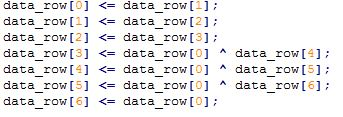 data_row[0] <= data_row[1];
data_row[1] <= data_row[2];
data_row[2] <= data_row[3];
data_row[3] <= data_row[0] ^ data_row[4];
data_row[4] <= data_row[0] ^ data_row[5];
data_row[5] <= data_row[0] ^ data_row[6];
data_row[6] <= data_row[0];